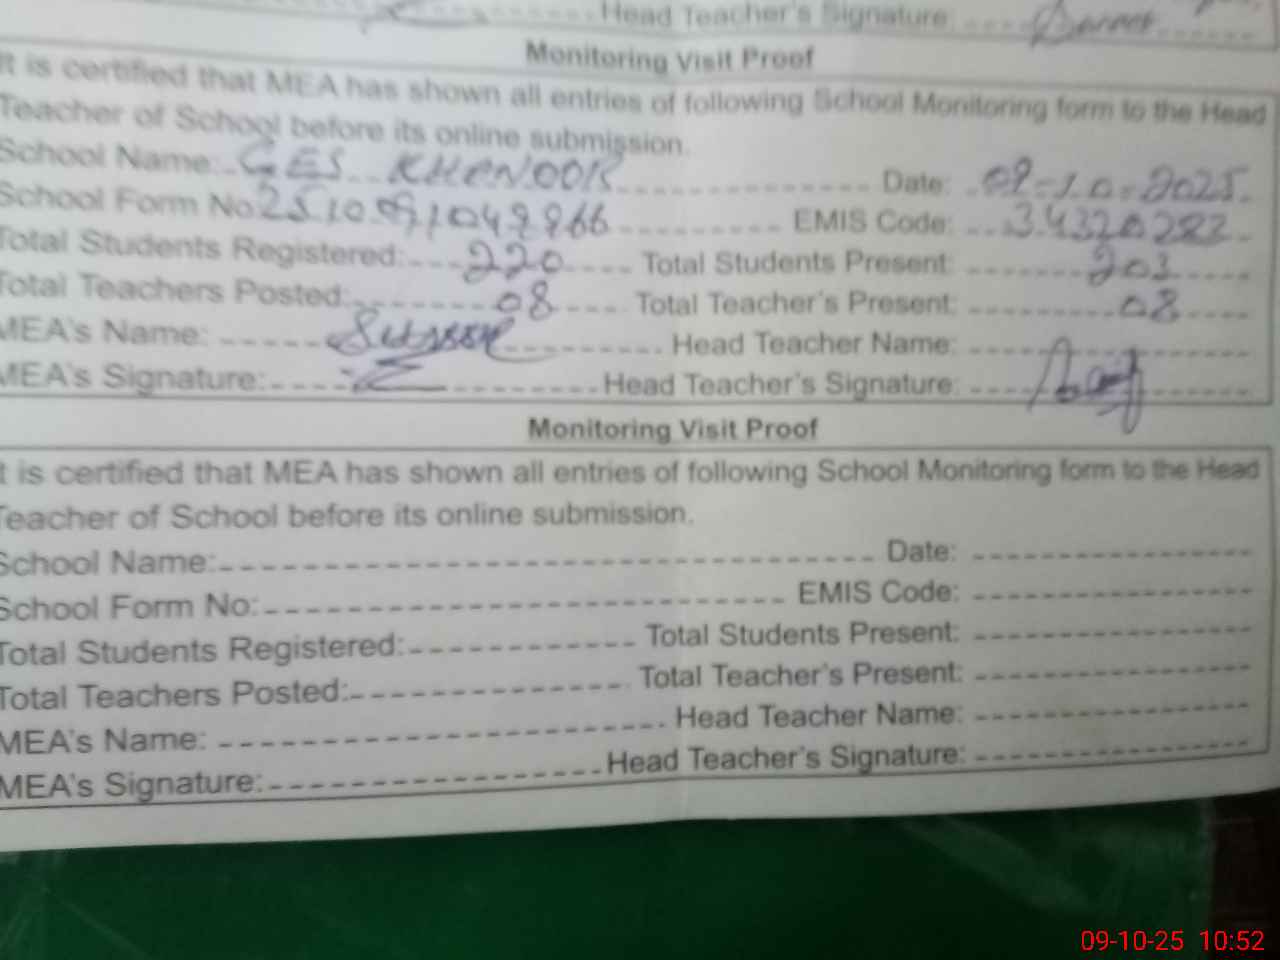 Head Teacher's Signature:
Monitoring Visit Proof
It is certified that MEA has shown all entries of following School Monitoring form to the Head
Teacher of School before its online submission.
School Name: GES KHENOOR Date: 09-10-2025
School Form No. EMIS Code:
Total Students Registered: 220 Total Students Present: 203
Total Teachers Posted: 08 Total Teacher's Present: 08
MEA's Name: Head Teacher Name:
MEA's Signature: Head Teacher's Signature:
Monitoring Visit Proof
t is certified that MEA has shown all entries of following School Monitoring form to the Head
Teacher of School before its online submission.
School Name: Date:
School Form No: EMIS Code:
Total Students Registered: Total Students Present:
Total Teachers Posted: Total Teacher's Present:
MEA's Name: Head Teacher Name:
MEA's Signature: Head Teacher's Signature:
09-10-25 10:52